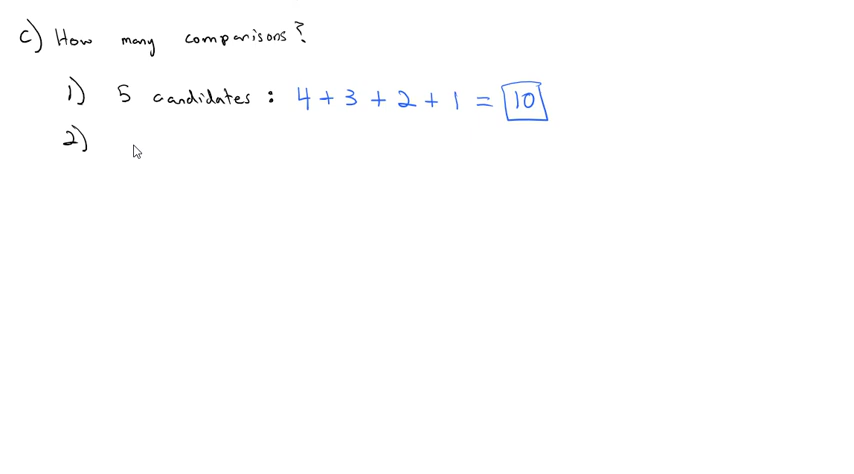 c) How many comparisons?
1) 5 candidates : 4 + 3 + 2 + 1 = 10
2)